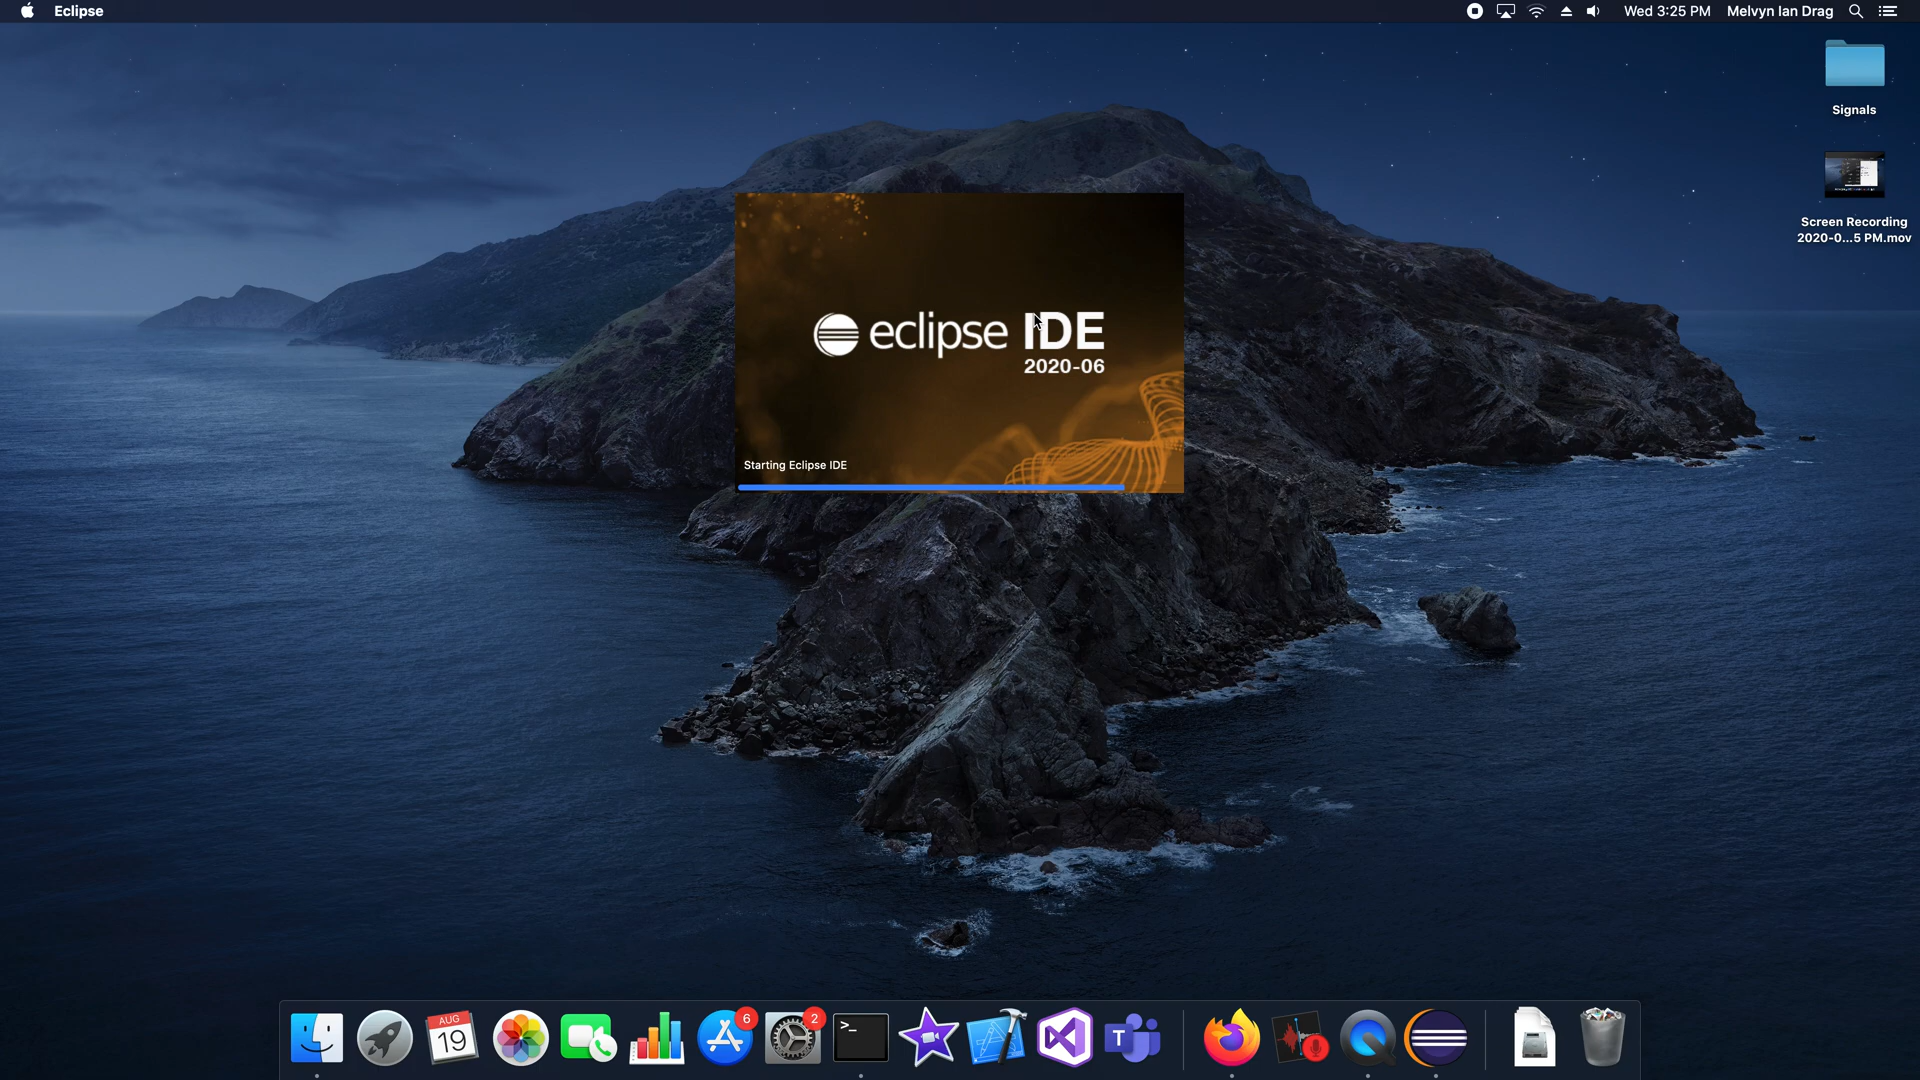 Eclipse
Wed 3:25 PM Melvyn Ian Drag
Signals
Screen Recording
2020-0...5 PM.mov
eclipse IDE
2020-06
Starting Eclipse IDE
AUG
19
6
2
>_
T